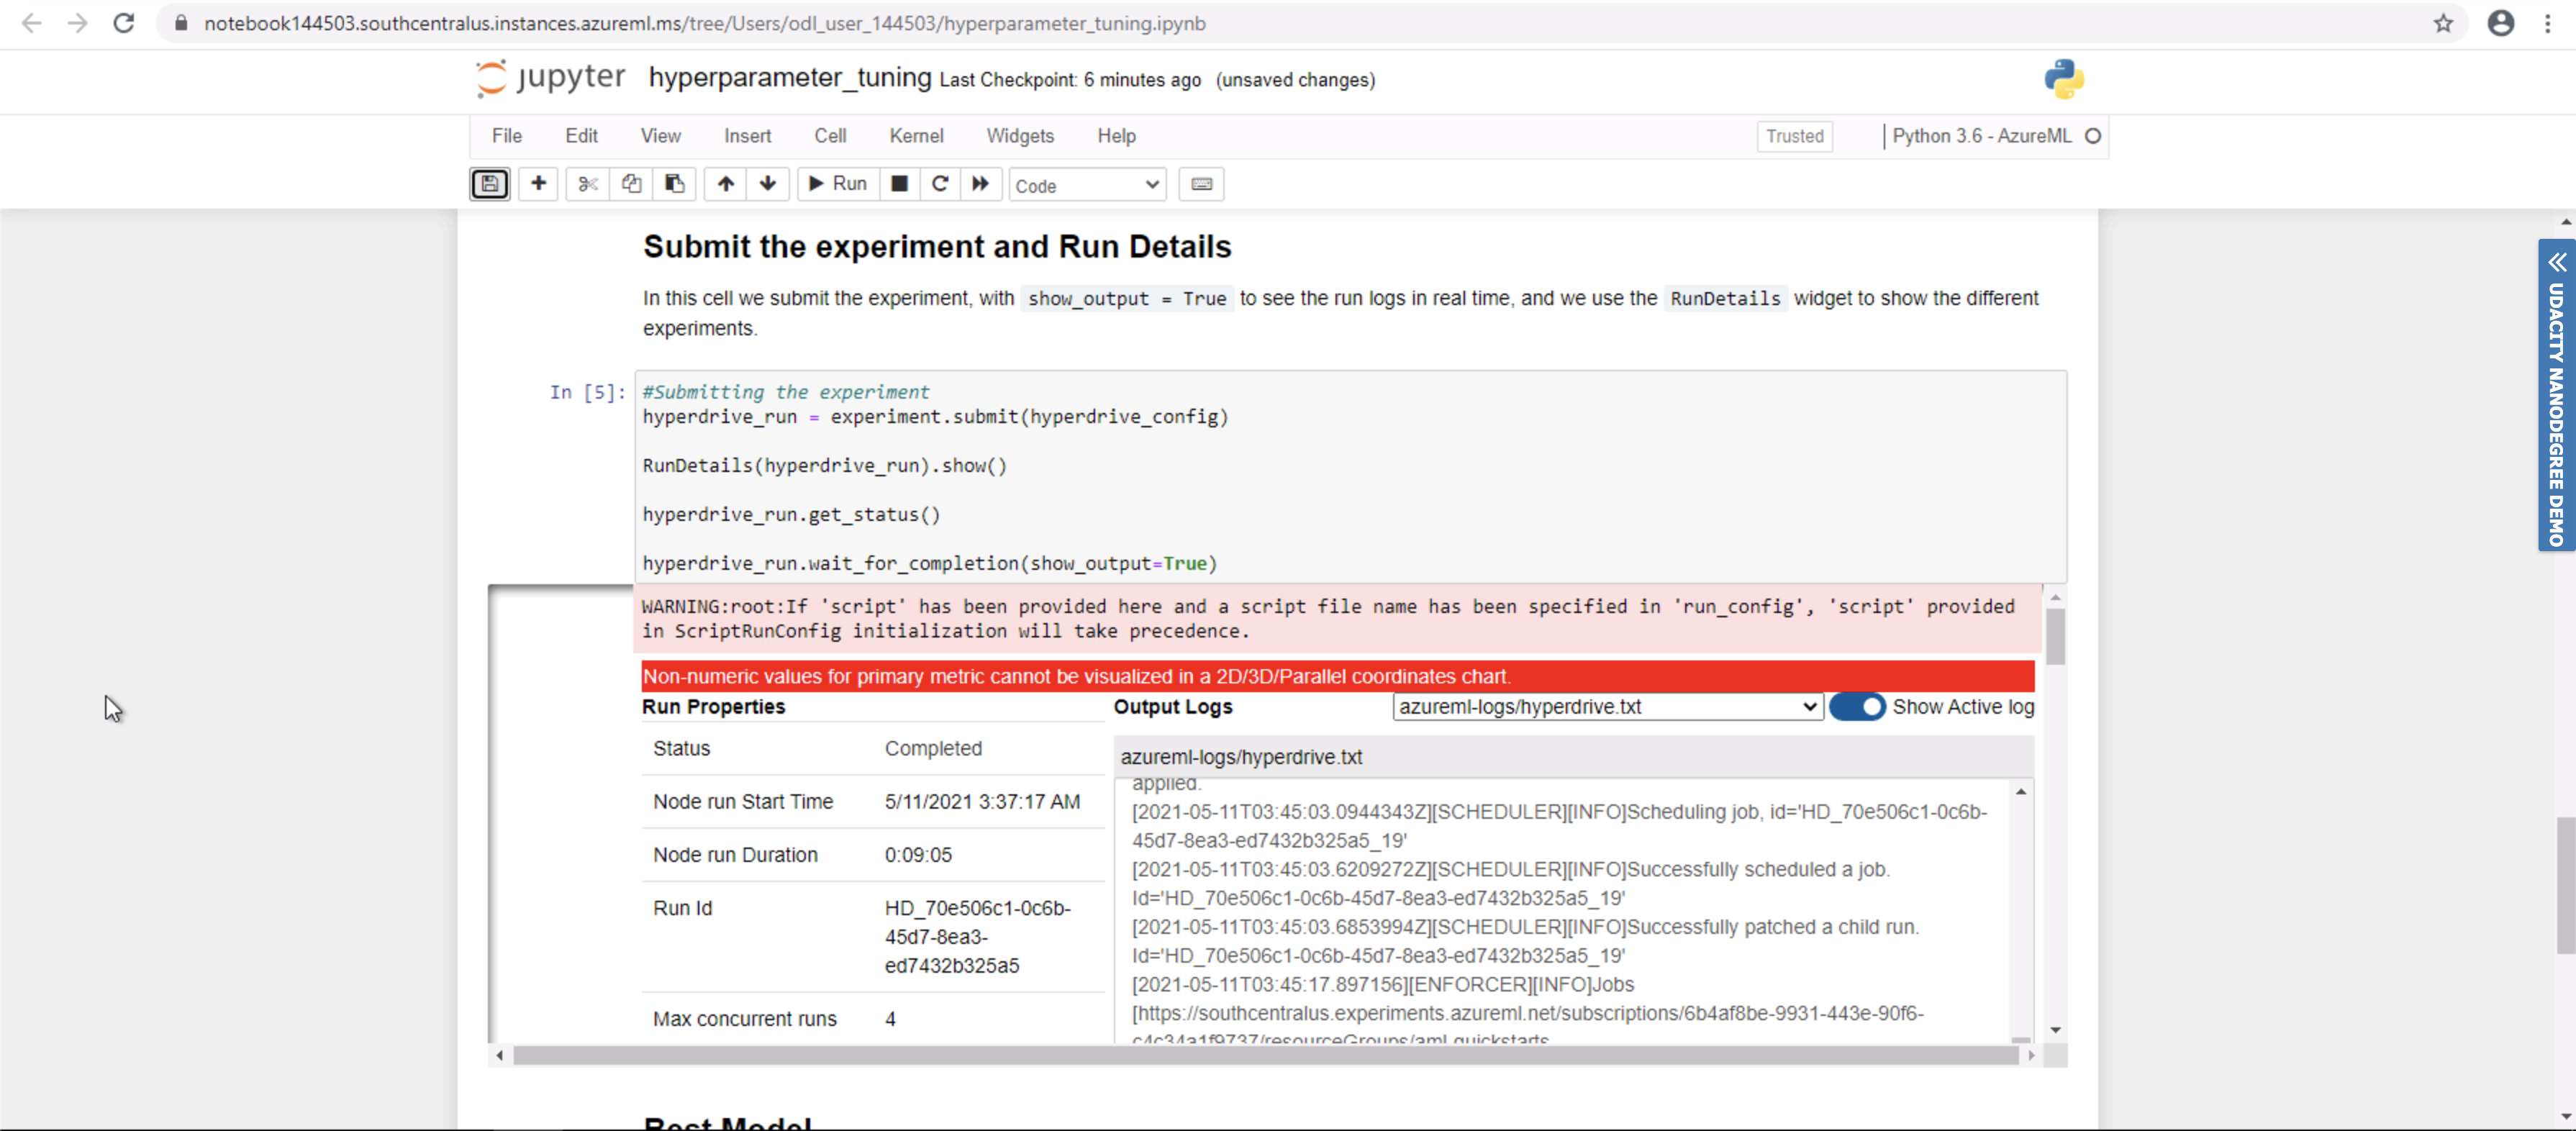 notebook144503.southcentralus.instances.azureml.ms/tree/Users/odl_user_144503/hyperparameter_tuning.ipynb
jupyter hyperparameter_tuning Last Checkpoint: 6 minutes ago (unsaved changes)
File Edit View Insert Cell Kernel Widgets Help Trusted Python 3.6 - AzureML
Run Code
Submit the experiment and Run Details
In this cell we submit the experiment, with show_output = True to see the run logs in real time, and we use the RunDetails widget to show the different
experiments.
In [5]: #Submitting the experiment
hyperdrive_run = experiment.submit(hyperdrive_config)
RunDetails(hyperdrive_run).show()
hyperdrive_run.get_status()
hyperdrive_run.wait_for_completion(show_output=True)
WARNING:root:If 'script' has been provided here and a script file name has been specified in 'run_config', 'script' provided
in ScriptRunConfig initialization will take precedence.
Non-numeric values for primary metric cannot be visualized in a 2D/3D/Parallel coordinates chart.
Run Properties
Status Completed
Node run Start Time 5/11/2021 3:37:17 AM
Node run Duration 0:09:05
Run Id HD_70e506c1-0c6b-
45d7-8ea3-
ed7432b325a5
Max concurrent runs 4
Output Logs azureml-logs/hyperdrive.txt Show Active log
azureml-logs/hyperdrive.txt
applied.
[2021-05-11T03:45:03.0944343Z][SCHEDULER][INFO]Scheduling job, id='HD_70e506c1-0c6b-
45d7-8ea3-ed7432b325a5_19'
[2021-05-11T03:45:03.6209272Z][SCHEDULER][INFO]Successfully scheduled a job.
Id='HD_70e506c1-0c6b-45d7-8ea3-ed7432b325a5_19'
[2021-05-11T03:45:03.6853994Z][SCHEDULER][INFO]Successfully patched a child run.
Id='HD_70e506c1-0c6b-45d7-8ea3-ed7432b325a5_19'
[2021-05-11T03:45:17.897156][ENFORCER][INFO]Jobs
[https://southcentralus.experiments.azureml.net/subscriptions/6b4af8be-9931-443e-90f6-
c4c34a1f9737/resourceGroups/aml-quickstarts
Best Model
UDACITY NANODEGREE DEMO